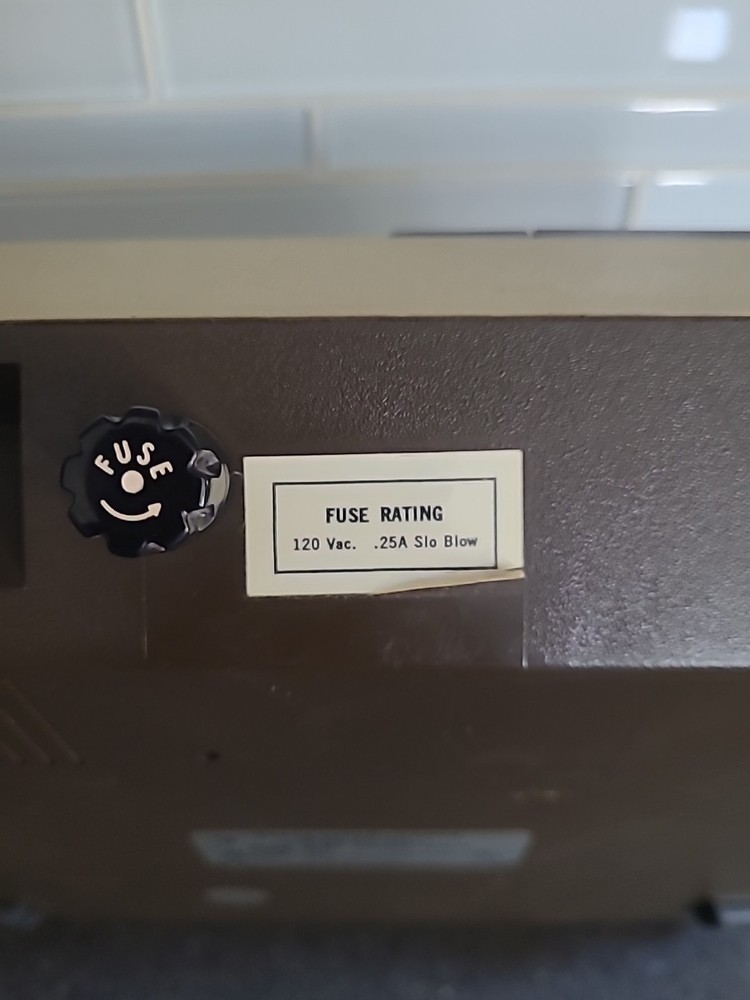 FUSE
FUSE RATING
120 Vac. .25A Slo Blow